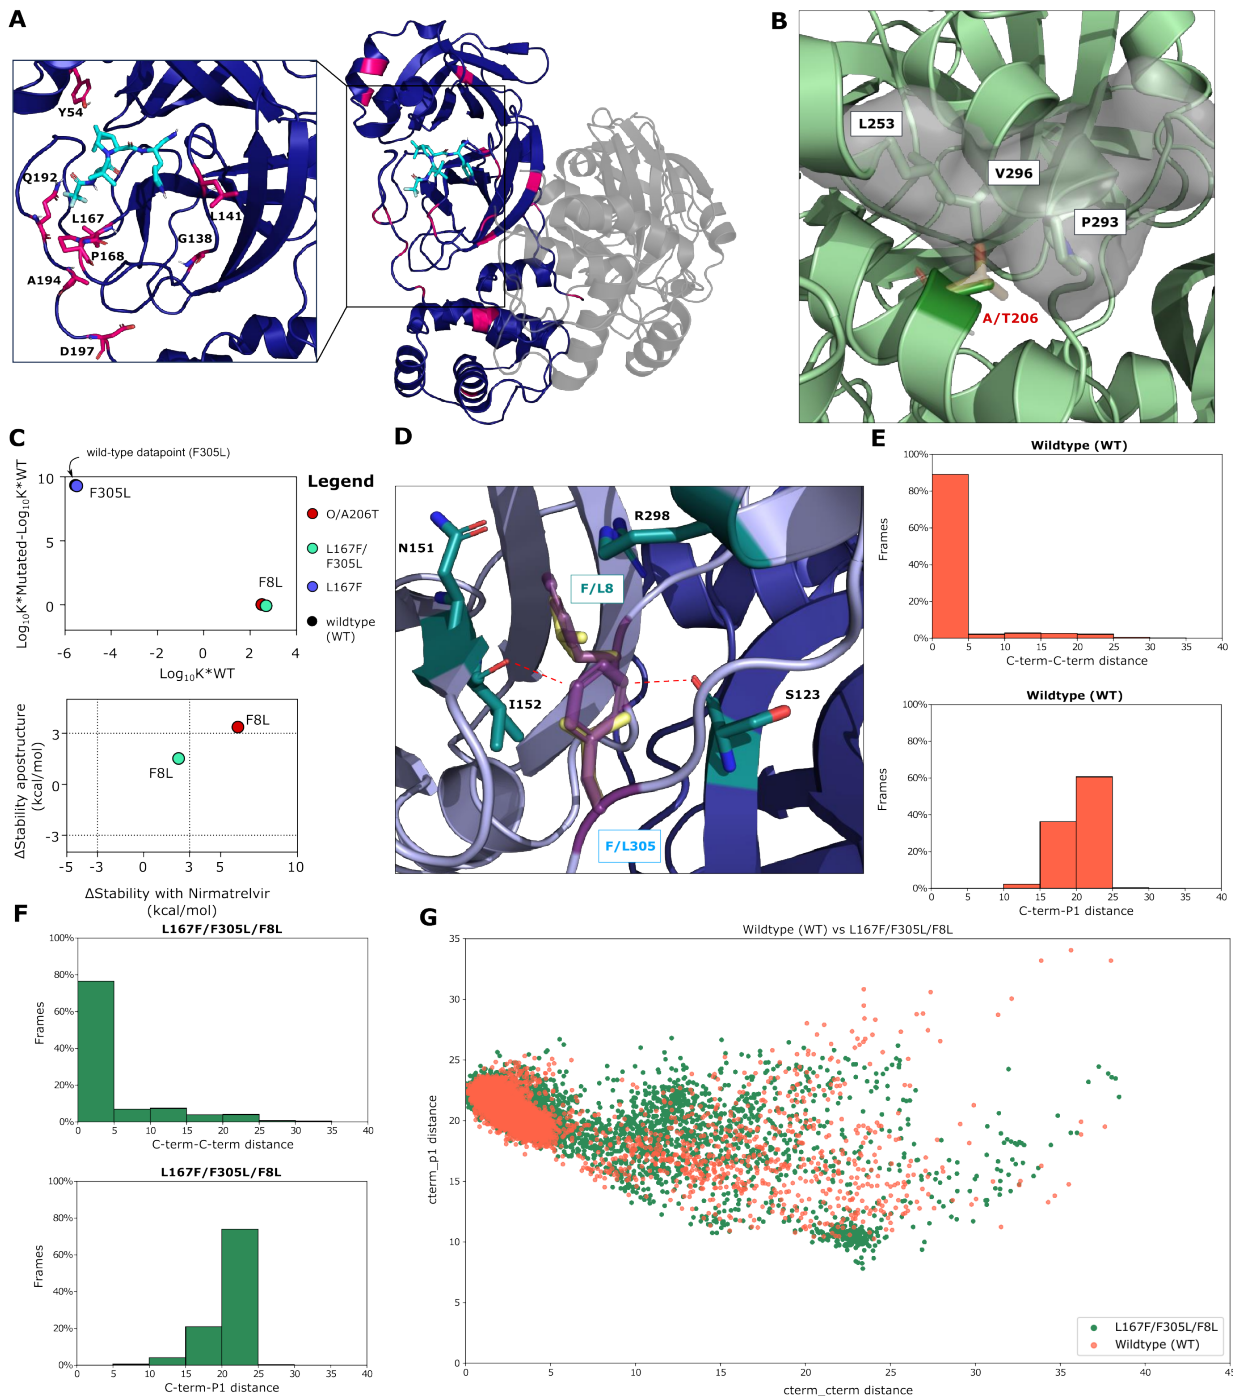 A
Y54
Q192
L167
L141
P168
G138
A194
D197
B
L253
V296
P293
A/T206
C
wild-type datapoint (F305L)
Log10K*Mutated-Log10K*WT
10
5
0
F305L
F8L
-6
-4
-2
0
2
4
Log10K*WT
Legend
O/A206T
L167F/
F305L
L167F
wildtype
(WT)
ΔStability apostructure
(kcal/mol)
3
0
-3
F8L
F8L
-5
-3
0
3
10
ΔStability with Nirmatrelvir
(kcal/mol)
D
N151
R298
F/L8
I152
S123
F/L305
E
Wildtype (WT)
Frames
100%
80%
60%
40%
20%
0%
0 5 10 15 20 25 30 35 40
C-term-C-term distance
Wildtype (WT)
Frames
100%
80%
60%
40%
20%
0%
0 5 10 15 20 25 30 35 40
C-term-P1 distance
F
L167F/F305L/F8L
Frames
100%
80%
60%
40%
20%
0%
0 5 10 15 20 25 30 35 40
C-term-C-term distance
L167F/F305L/F8L
Frames
100%
80%
60%
40%
20%
0%
0 5 10 15 20 25 30 35 40
C-term-P1 distance
G
Wildtype (WT) vs L167F/F305L/F8L
cterm_p1 distance
35
30
25
20
15
10
5
0
0 5 10 15 20 25 30 35 40 45
cterm_cterm distance
L167F/F305L/F8L
Wildtype (WT)